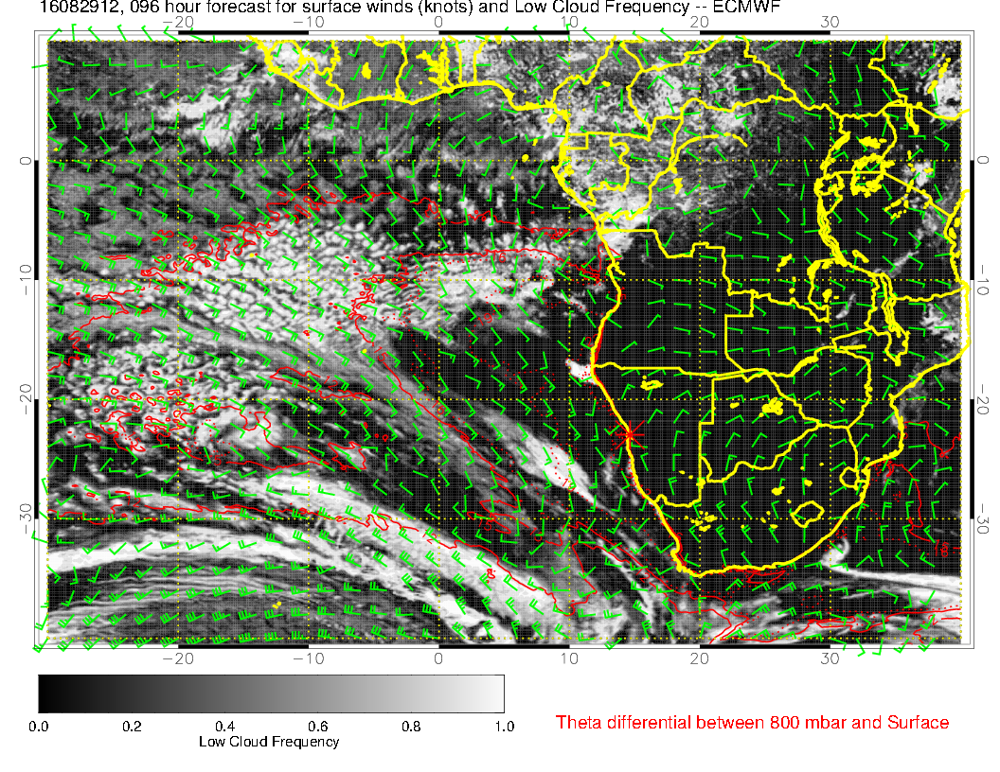 16082912, 096 hour forecast for surface winds (knots) and Low Cloud Frequency -- ECMWF
−20 −10 0 10 20 30
0 0
−10 −10
−20 −20
−30 −30
−20 −10 0 10 20 30
0.0 0.2 0.4 0.6 0.8 1.0
Low Cloud Frequency
Theta differential between 800 mbar and Surface